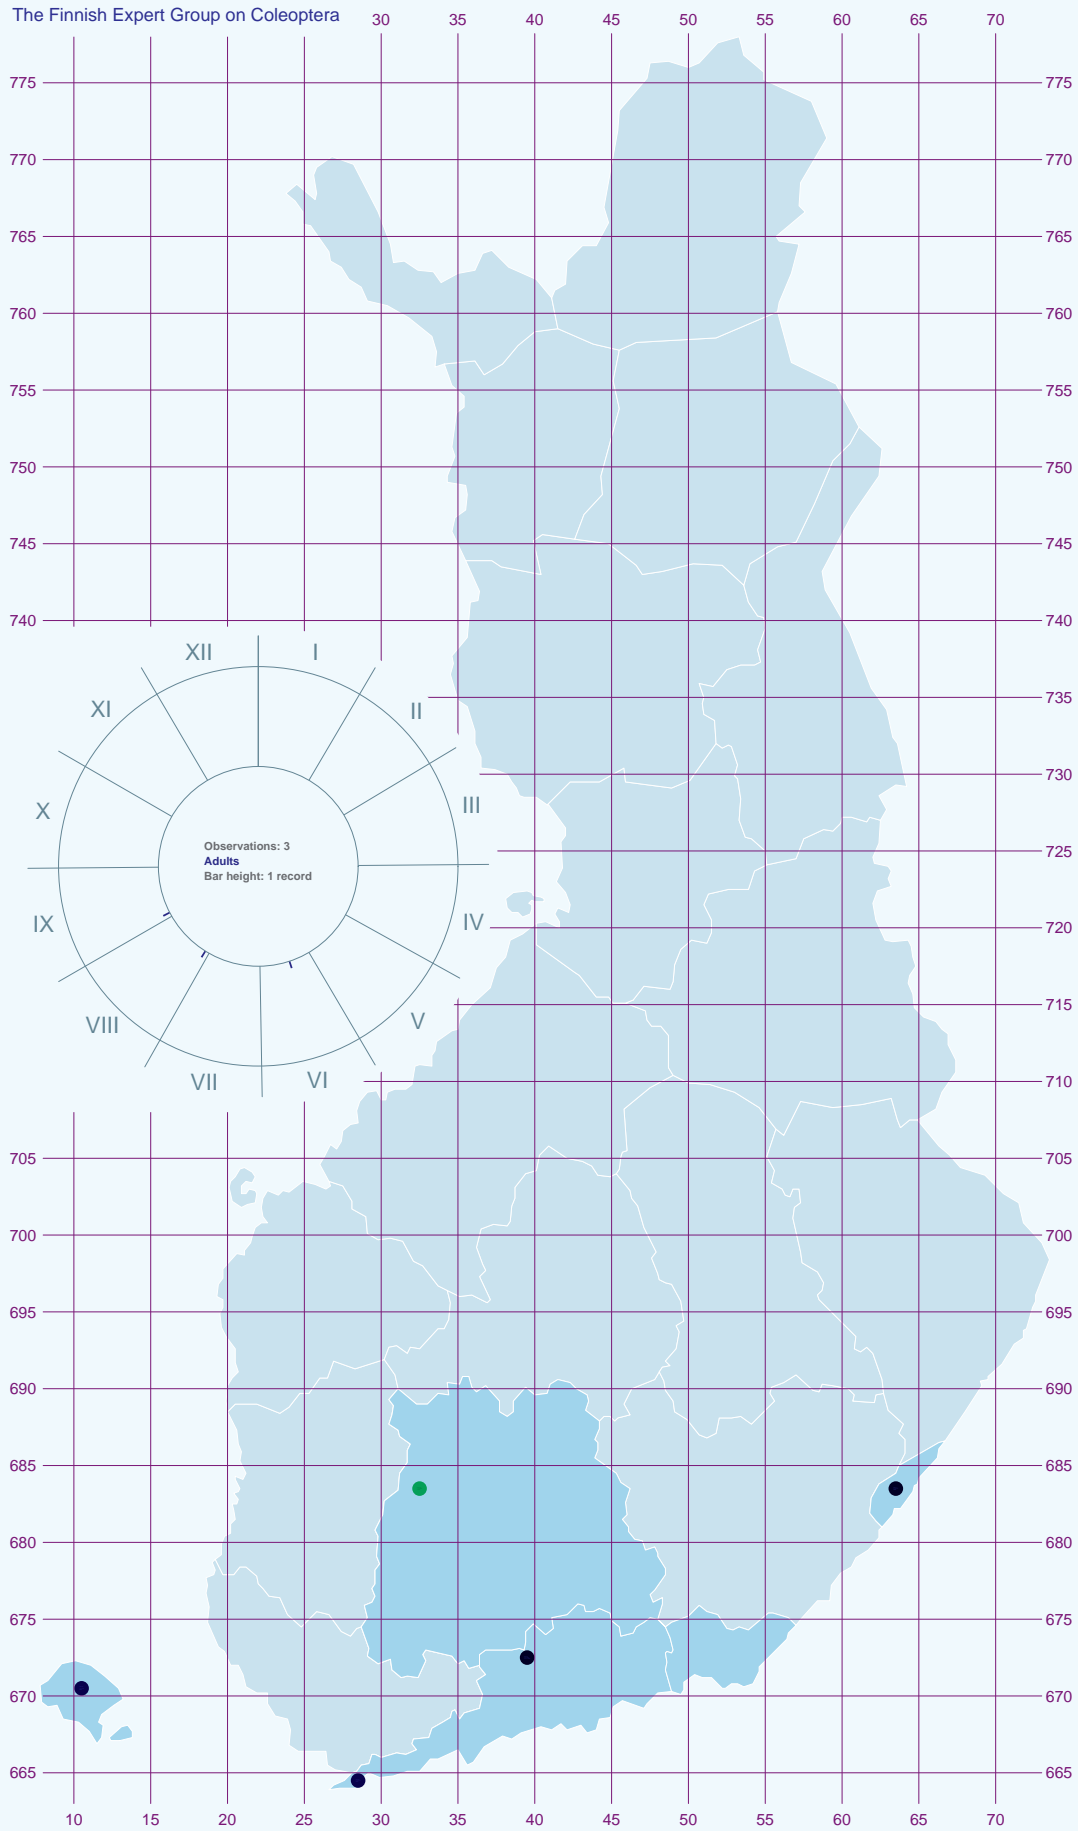 The Finnish Expert Group on Coleoptera
30 35 40 45 50 55 60 65 70
775 775
770 770
765 765
760 760
755 755
750 750
745 745
740 740
XII I
XI II
735
730
X III
Observations: 3
Adults
Bar height: 1 record
725
IX IV
720
VIII V
715
VII VI
710
705 705
700 700
695 695
690 690
685 685
680 680
675 675
670 670
665 665
10 15 20 25 30 35 40 45 50 55 60 65 70